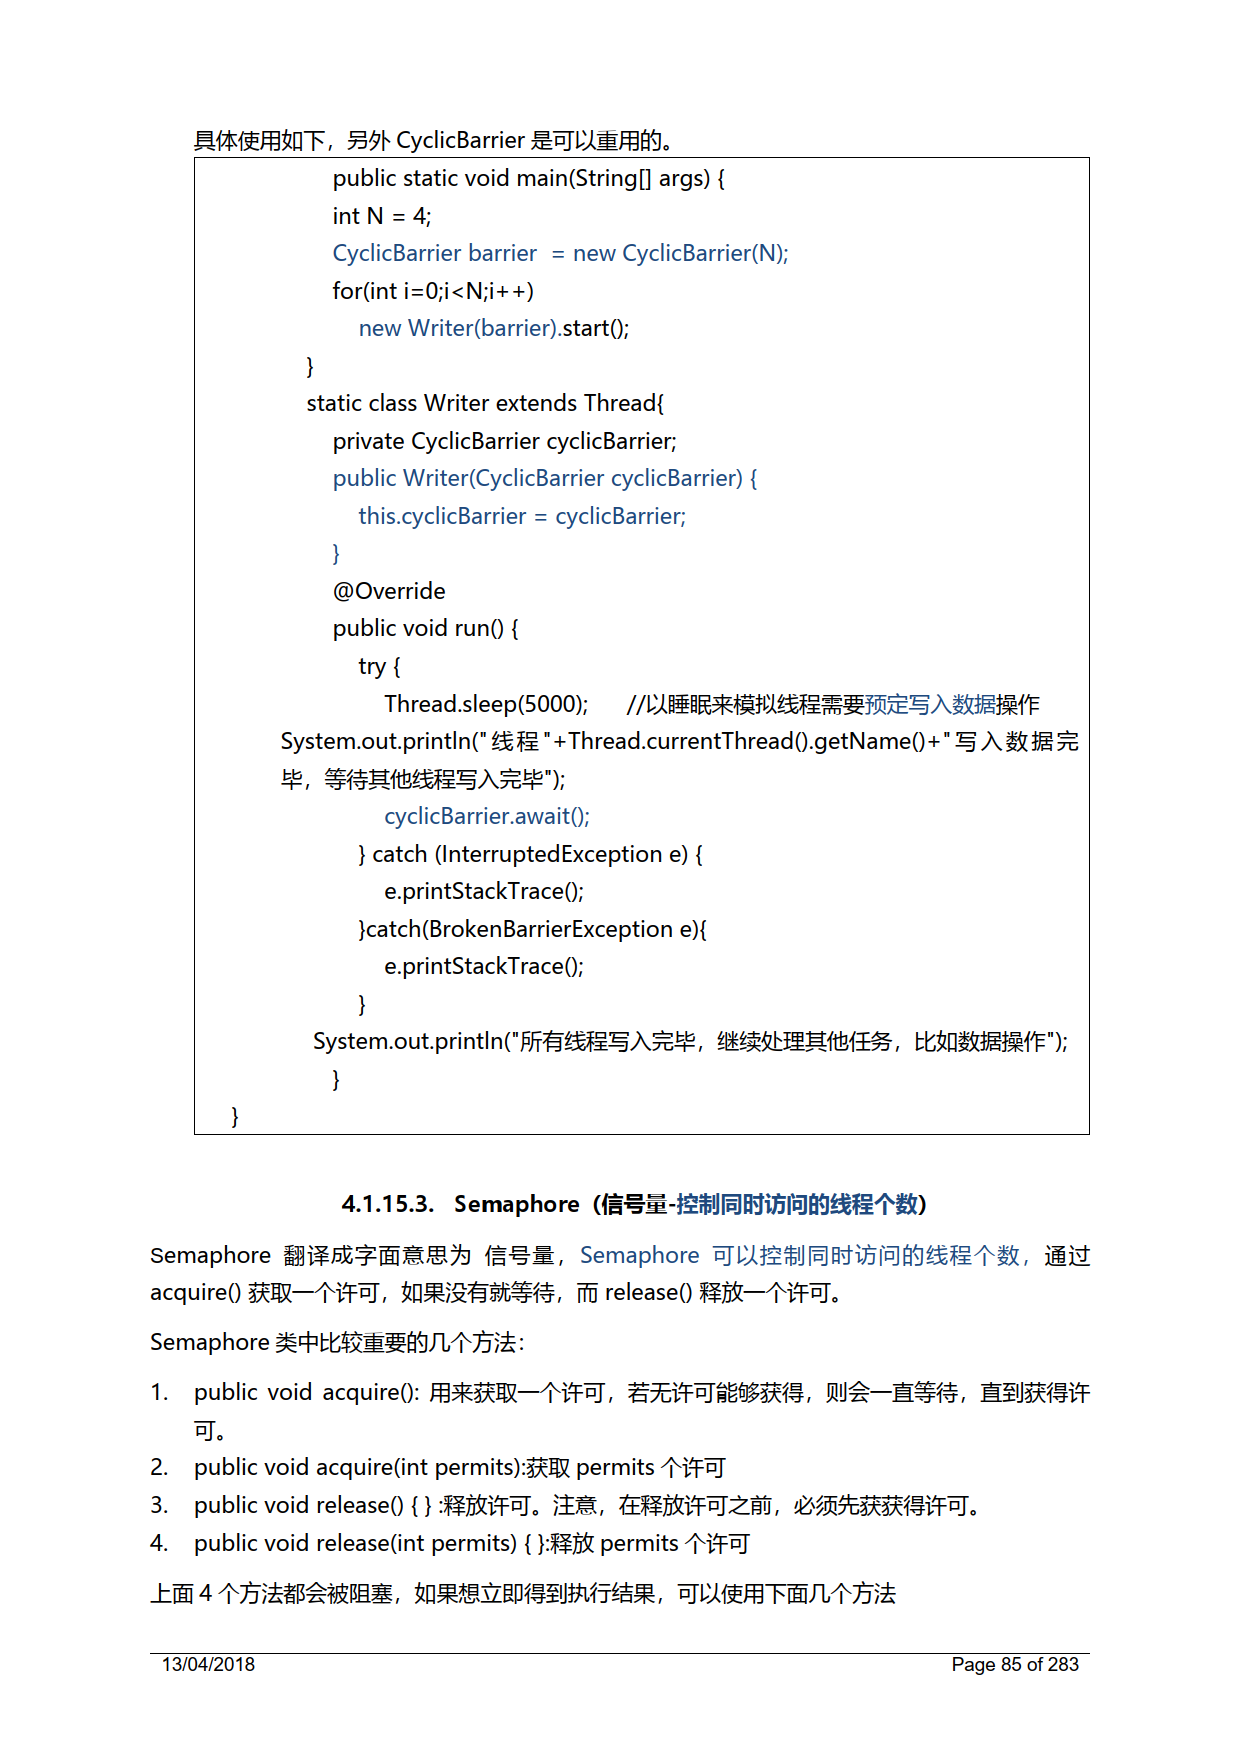 具体使用如下，另外 CyclicBarrier 是可以重用的。
public static void main(String[] args) {
int N = 4;
CyclicBarrier barrier  = new CyclicBarrier(N);
for(int i=0;i<N;i++)
new Writer(barrier).start();
}
static class Writer extends Thread{
private CyclicBarrier cyclicBarrier;
public Writer(CyclicBarrier cyclicBarrier) {
this.cyclicBarrier = cyclicBarrier;
}
@Override
public void run() {
try {
Thread.sleep(5000);      //以睡眠来模拟线程需要预定写入数据操作
System.out.println("线程"+Thread.currentThread().getName()+"写入数据完
毕，等待其他线程写入完毕");
cyclicBarrier.await();
} catch (InterruptedException e) {
e.printStackTrace();
}catch(BrokenBarrierException e){
e.printStackTrace();
}
System.out.println("所有线程写入完毕，继续处理其他任务，比如数据操作");
}
}
4.1.15.3. Semaphore（信号量-控制同时访问的线程个数）
Semaphore 翻译成字面意思为 信号量，Semaphore 可以控制同时访问的线程个数，通过
acquire() 获取一个许可，如果没有就等待，而 release() 释放一个许可。
Semaphore 类中比较重要的几个方法：
1. public void acquire(): 用来获取一个许可，若无许可能够获得，则会一直等待，直到获得许
可。
2. public void acquire(int permits):获取 permits 个许可
3. public void release() { } :释放许可。注意，在释放许可之前，必须先获获得许可。
4. public void release(int permits) { }:释放 permits 个许可
上面 4 个方法都会被阻塞，如果想立即得到执行结果，可以使用下面几个方法
13/04/2018 Page 85 of 283